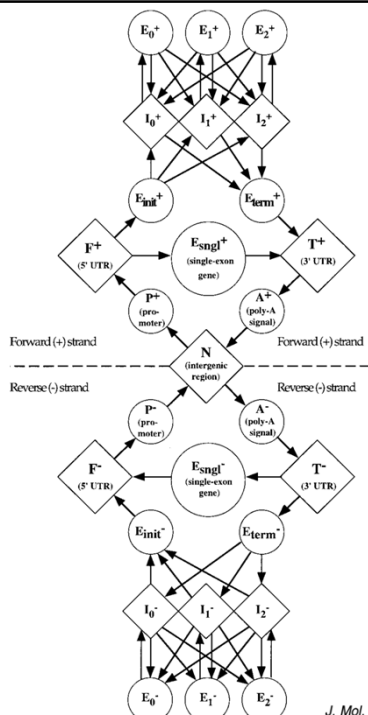 E0+ E1+ E2+
I0+ I1+ I2+
Einit+ Eterm+
F+
(5' UTR)
Esngl+
(single-exon
gene)
T+
(3' UTR)
P+
(pro-
moter)
A+
(poly-A
signal)
Forward (+) strand Forward (+) strand
N
(intergenic
region)
Reverse (-) strand Reverse (-) strand
P-
(pro-
moter)
A-
(poly-A
signal)
F-
(5' UTR)
Esngl-
(single-exon
gene)
T-
(3' UTR)
Einit- Eterm-
I0- I1- I2-
E0- E1- E2-
J. Mol.